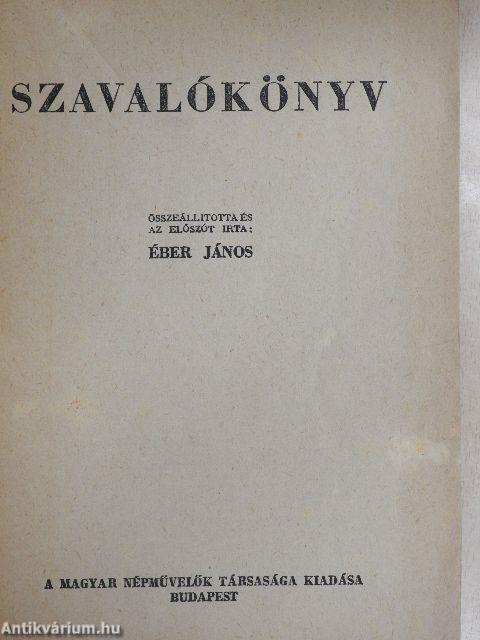 SZAVALÓKÖNYV
ÖSSZEÁLLITOTTA ÉS
AZ ELŐSZÓT IRTA:
ÉBER JÁNOS
A MAGYAR NÉPMŰVELŐK TÁRSASÁGA KIADÁSA
BUDAPEST
Antikvárium.hu